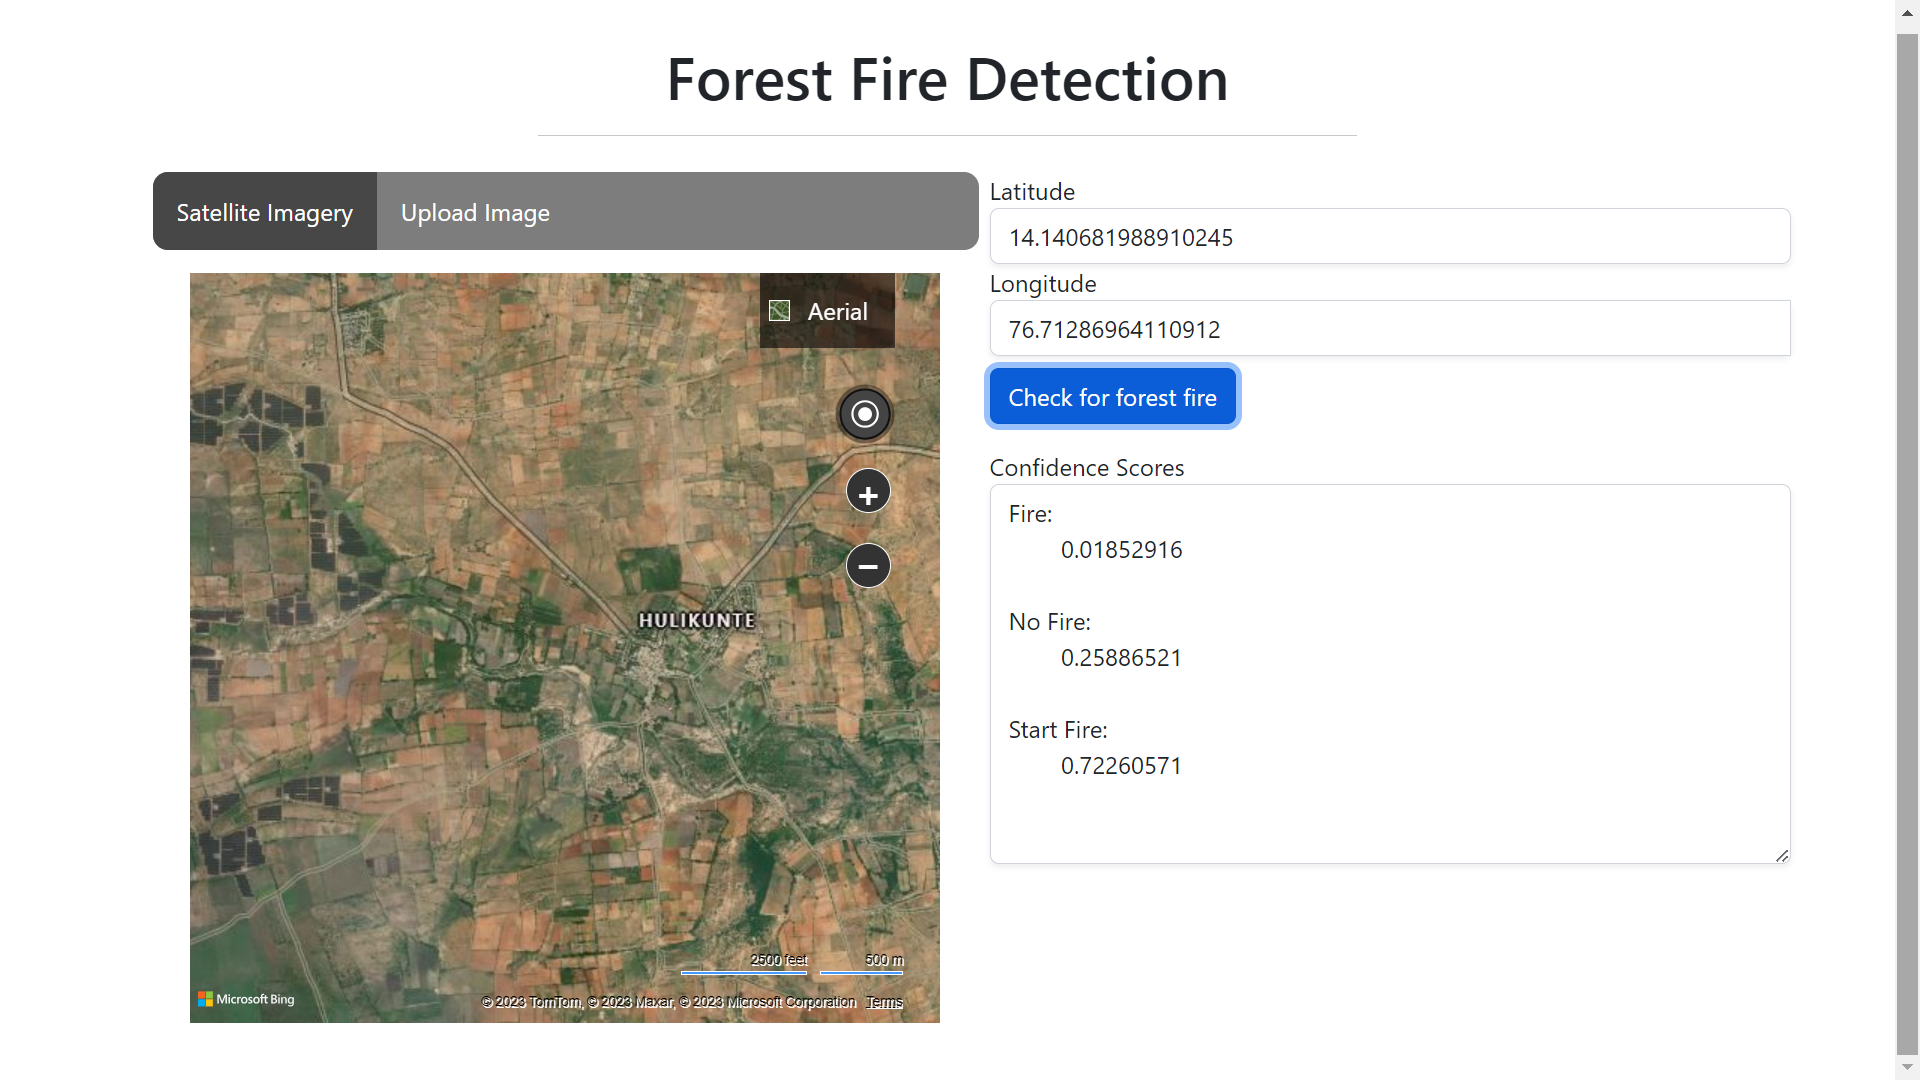 Forest Fire Detection
Satellite Imagery
Upload Image
Aerial
HULIKUNTE
2500 feet
500 m
Microsoft Bing
© 2023 TomTom, © 2023 Maxar, © 2023 Microsoft Corporation Terms
Latitude
14.140681988910245
Longitude
76.71286964110912
Check for forest fire
Confidence Scores
Fire:
0.01852916
No Fire:
0.25886521
Start Fire:
0.72260571